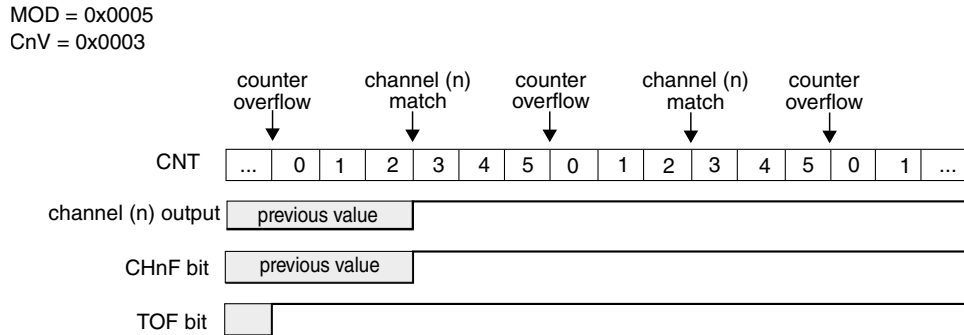 MOD = 0x0005
CnV = 0x0003
counter overflow
channel (n) match
counter overflow
channel (n) match
counter overflow
CNT ... 0 1 2 3 4 5 0 1 2 3 4 5 0 1 ...
channel (n) output previous value
CHnF bit previous value
TOF bit